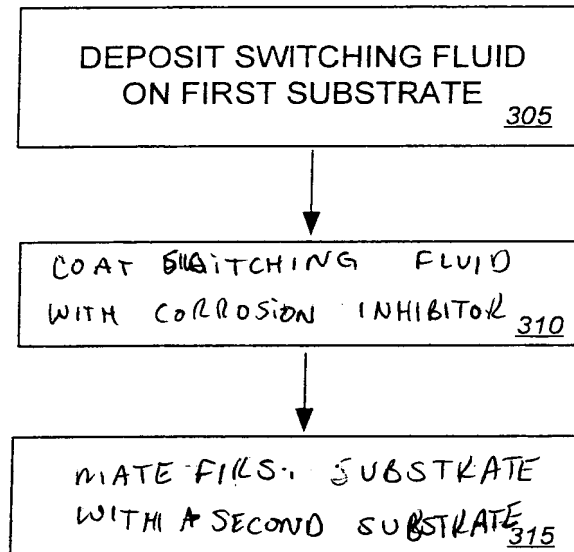 DEPOSIT SWITCHING FLUID
ON FIRST SUBSTRATE
305
COAT SWITCHING FLUID
WITH CORROSION INHIBITOR
310
MATE FIRST SUBSTRATE
WITH A SECOND SUBSTRATE
315